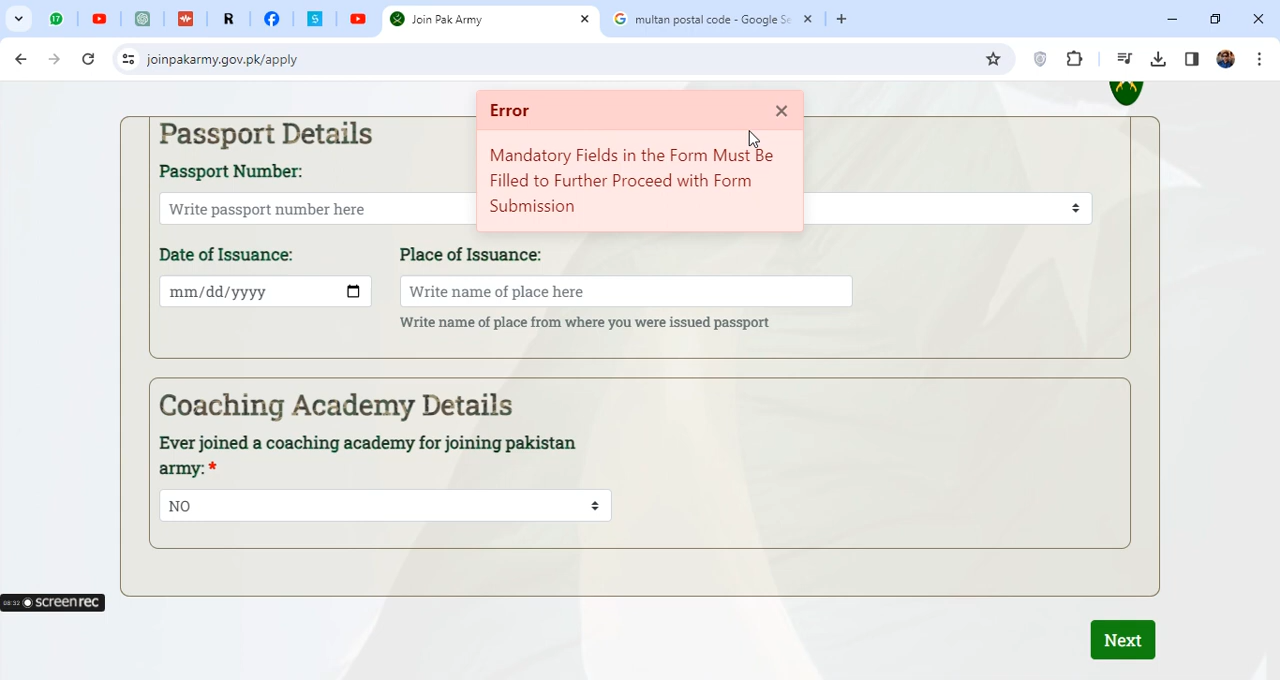 Join Pak Army
multan postal code - Google Se
joinpakarmy.gov.pk/apply
Error
Mandatory Fields in the Form Must Be
Filled to Further Proceed with Form
Submission
Passport Details
Passport Number:
Write passport number here
Date of Issuance:
Place of Issuance:
mm/dd/yyyy
Write name of place here
Write name of place from where you were issued passport
Coaching Academy Details
Ever joined a coaching academy for joining pakistan
army: *
NO
08:32 screenrec
Next